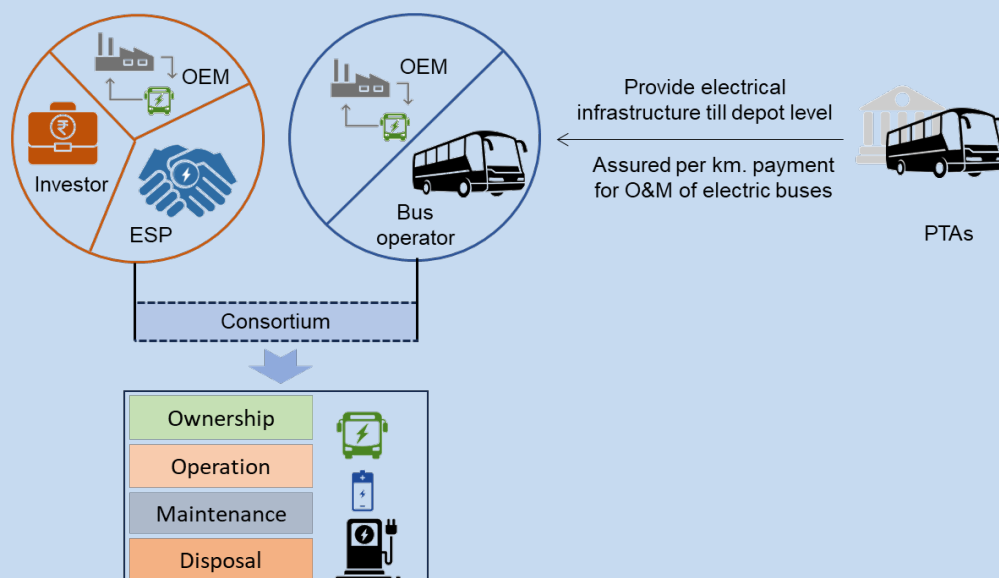 OEM
Investor
ESP
OEM
Bus
operator
Provide electrical
infrastructure till depot level
Assured per km. payment
for O&M of electric buses
PTAs
Consortium
Ownership
Operation
Maintenance
Disposal